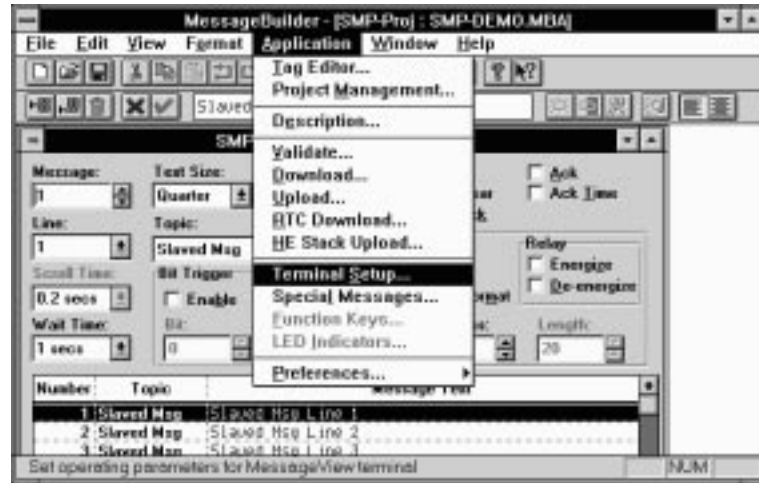 MessageBuilder - [SMP-Proj : SMP-DEMO.MBA]
File Edit View Format Application Window Help
Tag Editor...
Project Management...
Description...
Validate...
Download...
Upload...
RTC Download...
HE Stack Upload...
Terminal Setup...
Special Messages...
Function Keys...
LED Indicators...
Preferences...
Slaved
SMP
Message: Text Size:
1 Quarter
Line: Topic:
1 Slaved Msg
Scroll Time: Bit Trigger
0.2 secs Enable
Wait Time: Bit:
1 secs 0
Ack
Ack Time
Relay
Energize
De-energize
Length:
20
Number Topic Message Text
1 Slaved Msg Slaved Msg Line 1
2 Slaved Msg Slaved Msg Line 2
3 Slaved Msg Slaved Msg Line 3
Set operating parameters for MessageView terminal NUM